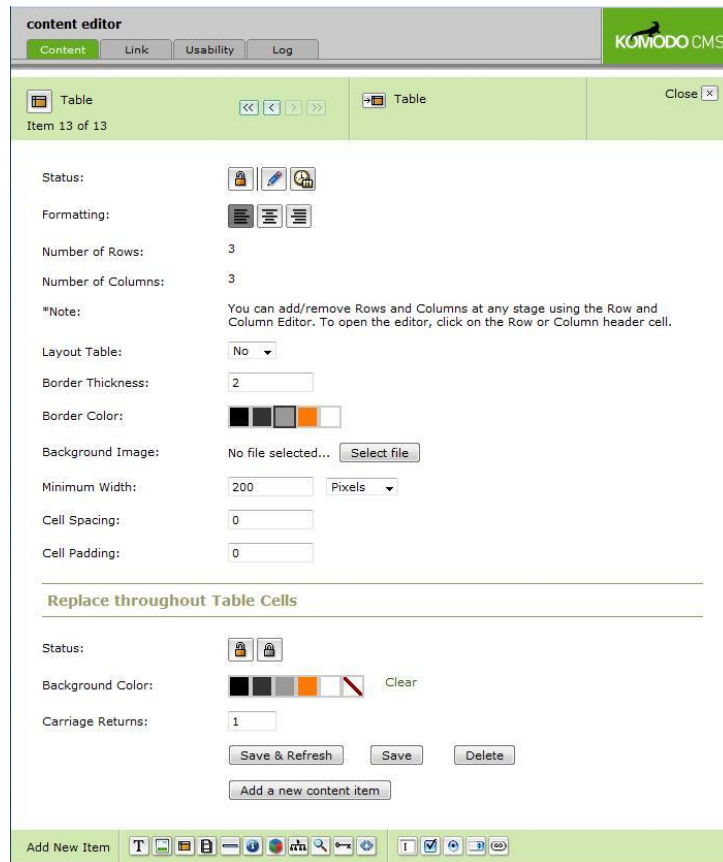 content editor
Content Link Usability Log
KOMODO CMS
Table
Item 13 of 13
Table
Close
Status:
Formatting:
Number of Rows: 3
Number of Columns: 3
*Note: You can add/remove Rows and Columns at any stage using the Row and
Column Editor. To open the editor, click on the Row or Column header cell.
Layout Table: No
Border Thickness: 2
Border Color:
Background Image: No file selected... Select file
Minimum Width: 200 Pixels
Cell Spacing: 0
Cell Padding: 0
Replace throughout Table Cells
Status:
Background Color: Clear
Carriage Returns: 1
Save & Refresh Save Delete
Add a new content item
Add New Item